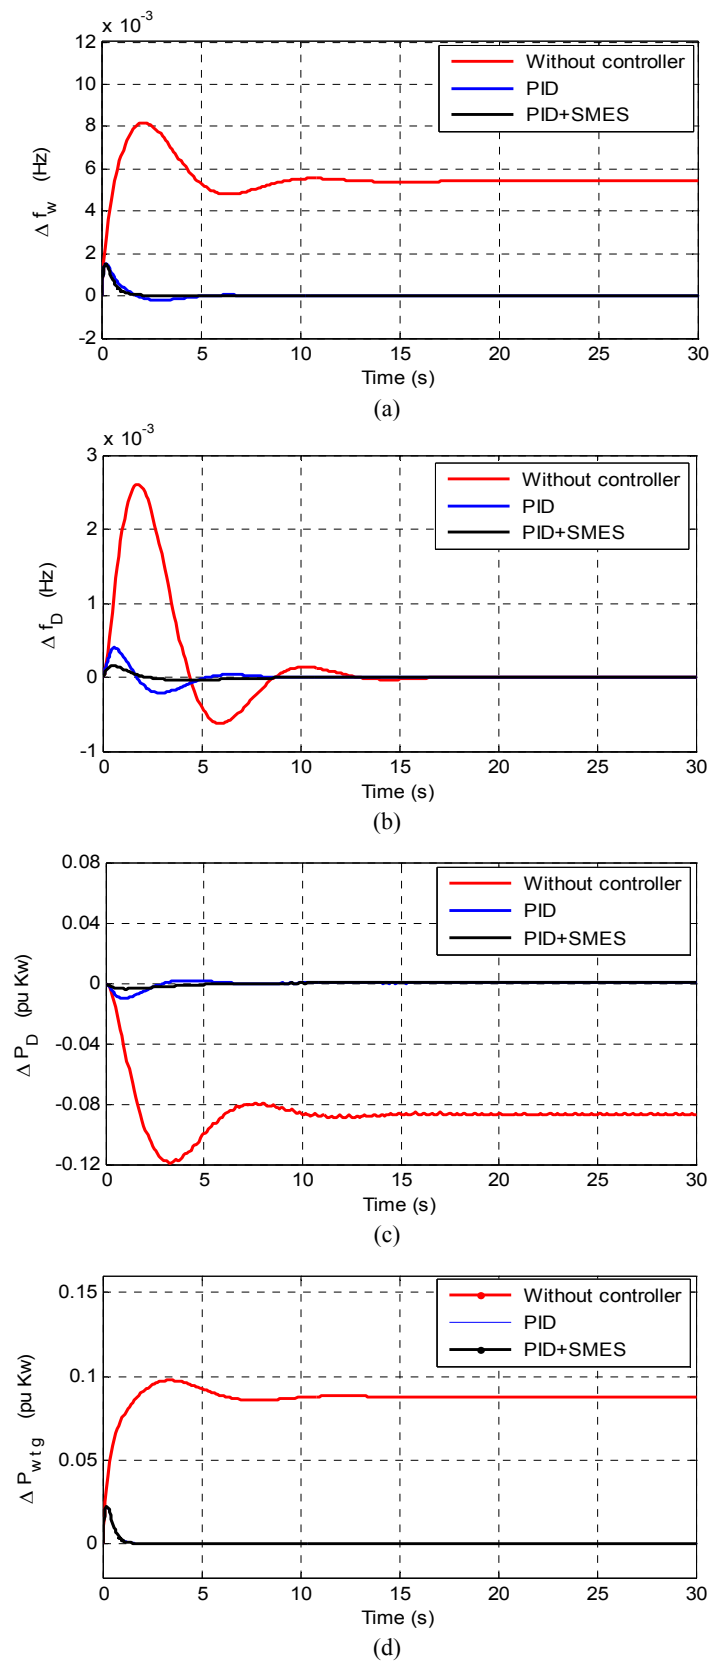 x 10-3
12
10
8
6
4
2
0
-2
Δ f_w (Hz)
Without controller
PID
PID+SMES
0 5 10 15 20 25 30
Time (s)
(a)
x 10-3
3
2
1
0
-1
Δ f_D (Hz)
Without controller
PID
PID+SMES
0 5 10 15 20 25 30
Time (s)
(b)
0.08
0.04
0
-0.04
-0.08
-0.12
Δ P_D (pu Kw)
Without controller
PID
PID+SMES
0 5 10 15 20 25 30
Time (s)
(c)
0.15
0.1
0.05
0
Δ P_wtg (pu Kw)
Without controller
PID
PID+SMES
0 5 10 15 20 25 30
Time (s)
(d)